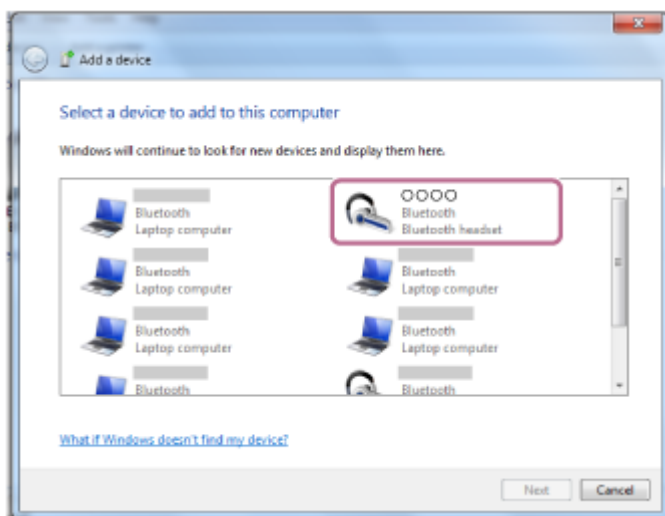 Add a device
Select a device to add to this computer
Windows will continue to look for new devices and display them here.
Bluetooth
Laptop computer
OOOO
Bluetooth
Bluetooth headset
Bluetooth
Laptop computer
Bluetooth
Laptop computer
Bluetooth
Laptop computer
Bluetooth
Laptop computer
Bluetooth
Bluetooth
What if Windows doesn't find my device?
Next
Cancel